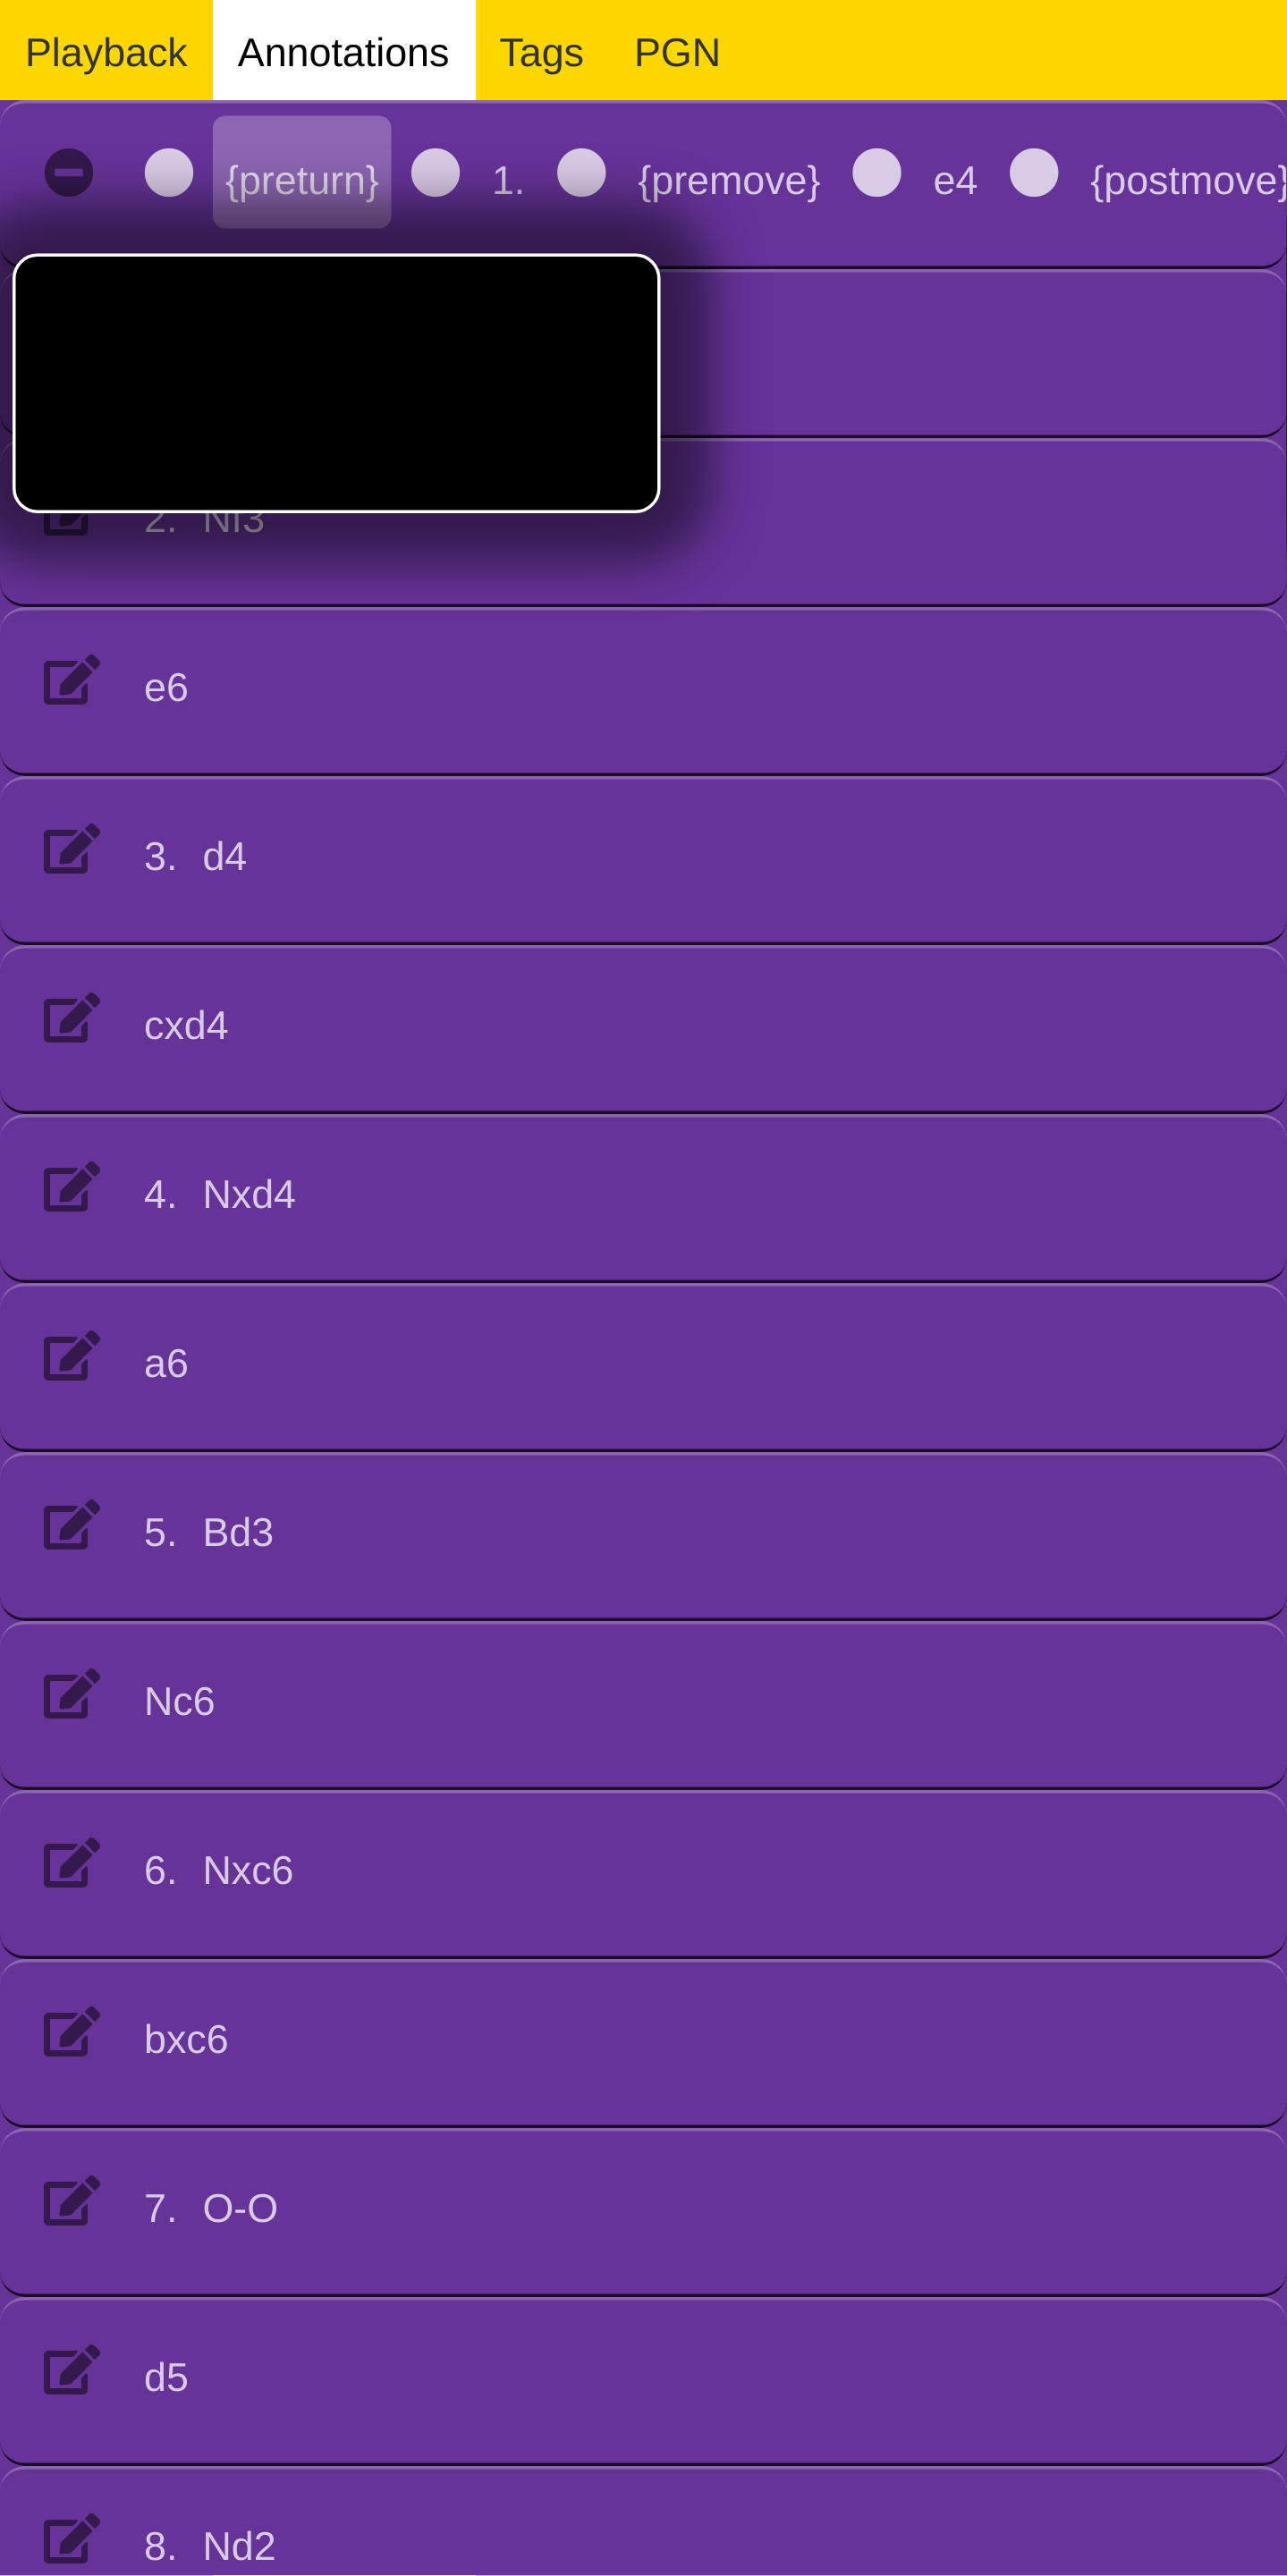 Playback Annotations Tags PGN
{preturn} 1. {premove} e4 {postmove}
2. Nf3
e6
3. d4
cxd4
4. Nxd4
a6
5. Bd3
Nc6
6. Nxc6
bxc6
7. O-O
d5
8. Nd2